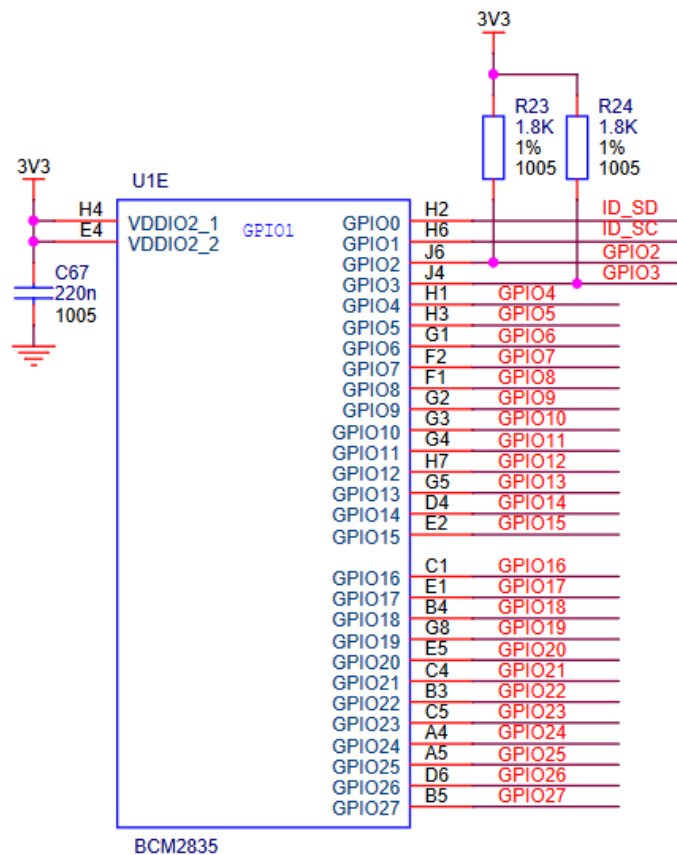 3V3
R23 R24
1.8K 1.8K
1% 1%
1005 1005
3V3
U1E
H4 VDDIO2_1
E4 VDDIO2_2
GPIO1
C67
220n
1005
GPIO0 H2 ID_SD
GPIO1 H6 ID_SC
GPIO2 J6 GPIO2
GPIO3 J4 GPIO3
GPIO4 H1 GPIO4
GPIO5 H3 GPIO5
GPIO6 G1 GPIO6
GPIO7 F2 GPIO7
GPIO8 F1 GPIO8
GPIO9 G2 GPIO9
GPIO10 G3 GPIO10
GPIO11 G4 GPIO11
GPIO12 H7 GPIO12
GPIO13 G5 GPIO13
GPIO14 D4 GPIO14
GPIO15 E2 GPIO15
GPIO16 C1 GPIO16
GPIO17 E1 GPIO17
GPIO18 B4 GPIO18
GPIO19 G8 GPIO19
GPIO20 E5 GPIO20
GPIO21 C4 GPIO21
GPIO22 B3 GPIO22
GPIO23 C5 GPIO23
GPIO24 A4 GPIO24
GPIO25 A5 GPIO25
GPIO26 D6 GPIO26
GPIO27 B5 GPIO27
BCM2835